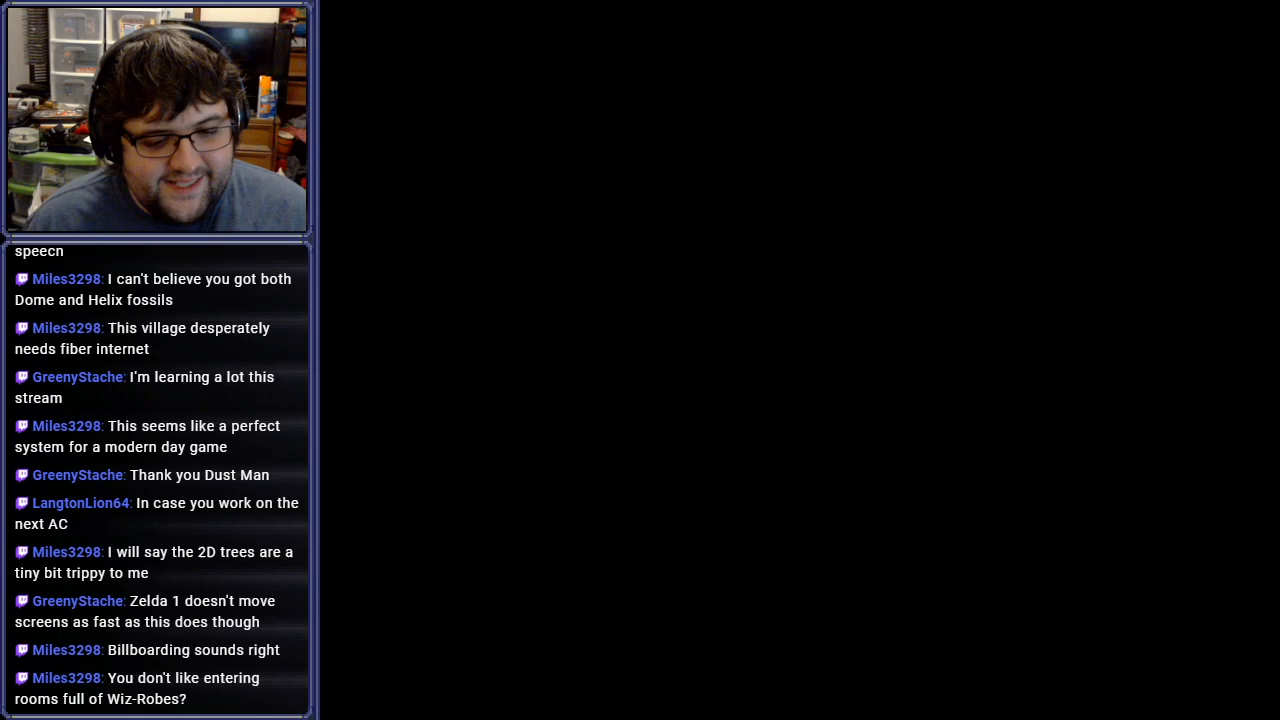 speech
Miles3298: I can't believe you got both
Dome and Helix fossils
Miles3298: This village desperately
needs fiber internet
GreenyStache: I'm learning a lot this
stream
Miles3298: This seems like a perfect
system for a modern day game
GreenyStache: Thank you Dust Man
LangtonLion64: In case you work on the
next AC
Miles3298: I will say the 2D trees are a
tiny bit trippy to me
GreenyStache: Zelda 1 doesn't move
screens as fast as this does though
Miles3298: Billboarding sounds right
Miles3298: You don't like entering
rooms full of Wiz-Robes?